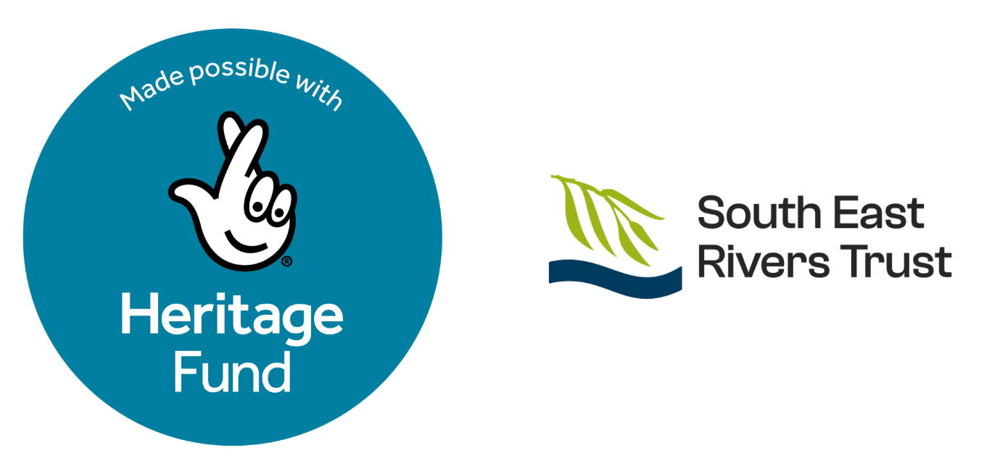 Made possible with
®
Heritage
Fund
South East
Rivers Trust